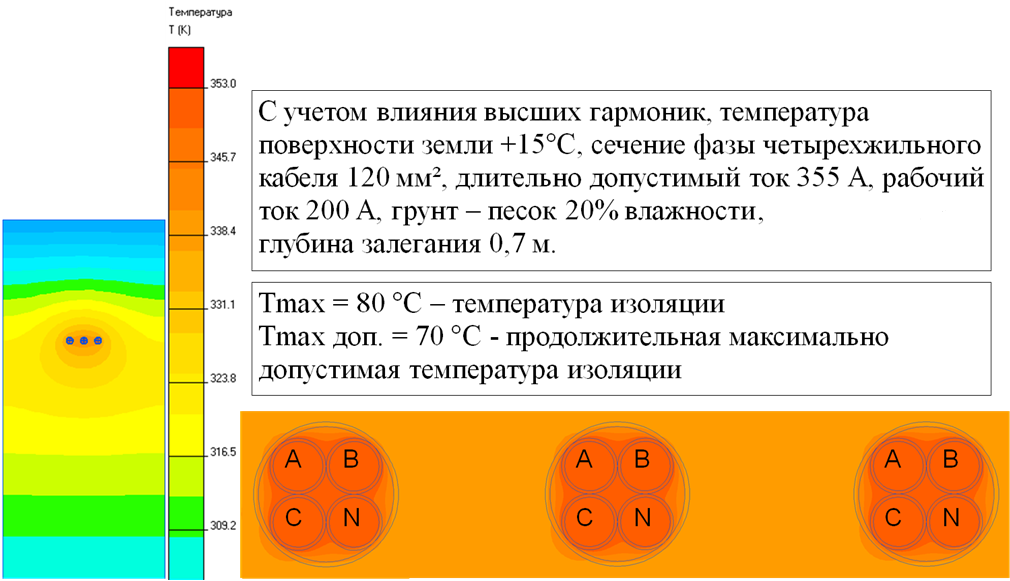 Температура
T (K)
353.0
345.7
338.4
331.1
323.8
316.5
309.2
С учетом влияния высших гармоник, температура
поверхности земли +15°С, сечение фазы четырехжильного
кабеля 120 мм², длительно допустимый ток 355 А, рабочий
ток 200 А, грунт – песок 20% влажности,
глубина залегания 0,7 м.
Tmax = 80 °C – температура изоляции
Tmax доп. = 70 °C - продолжительная максимально
допустимая температура изоляции
A B A B A B
C N C N C N